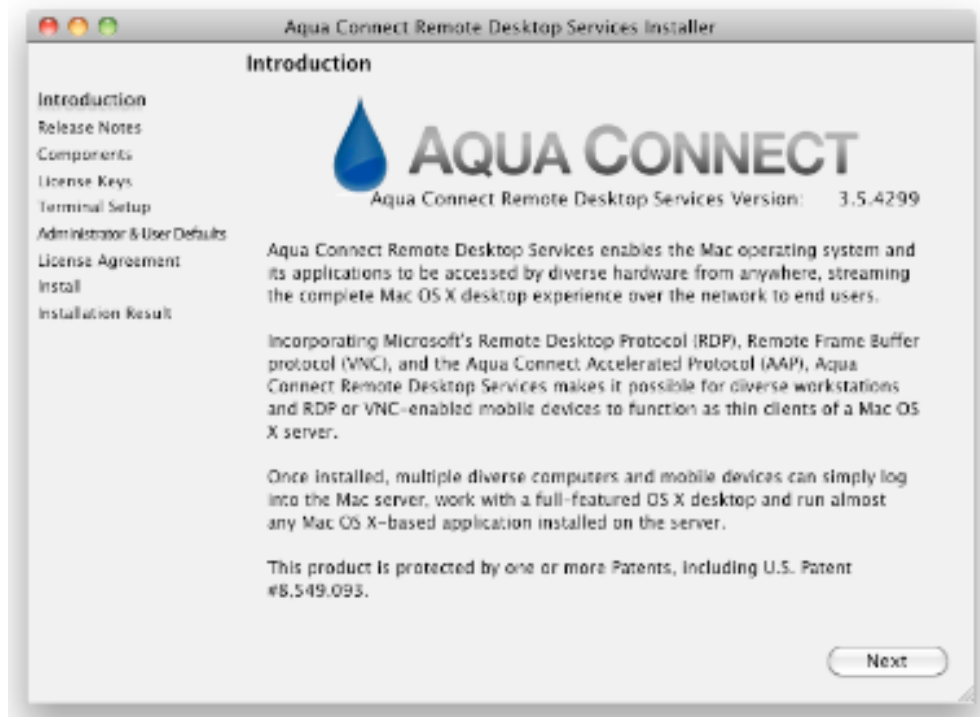 Aqua Connect Remote Desktop Services Installer
Introduction
Introduction
Release Notes
Components
License Keys
Terminal Setup
Administrator & User Defaults
License Agreement
Install
Installation Result
AQUA CONNECT
Aqua Connect Remote Desktop Services Version: 3.5.4299
Aqua Connect Remote Desktop Services enables the Mac operating system and
its applications to be accessed by diverse hardware from anywhere, streaming
the complete Mac OS X desktop experience over the network to end users.
Incorporating Microsoft's Remote Desktop Protocol (RDP), Remote Frame Buffer
protocol (VNC), and the Aqua Connect Accelerated Protocol (AAP), Aqua
Connect Remote Desktop Services makes it possible for diverse workstations
and RDP or VNC-enabled mobile devices to function as thin clients of a Mac OS
X server.
Once installed, multiple diverse computers and mobile devices can simply log
into the Mac server, work with a full-featured OS X desktop and run almost
any Mac OS X-based application installed on the server.
This product is protected by one or more Patents, including U.S. Patent
#8,549,093.
Next